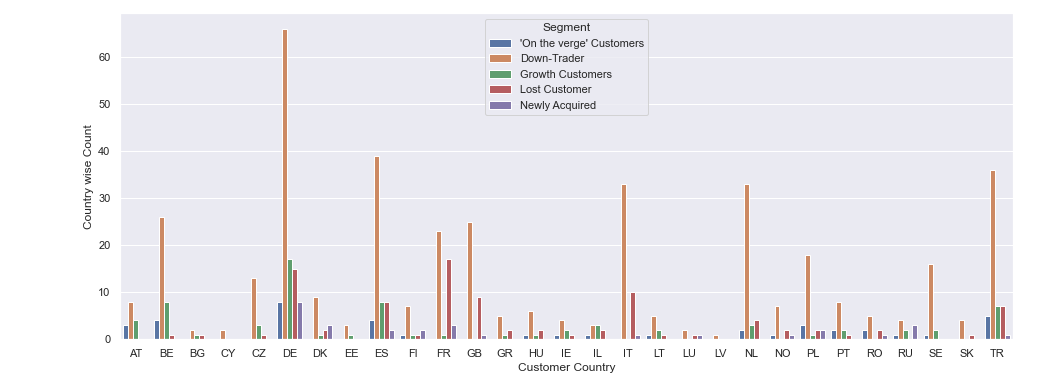 Segment
'On the verge' Customers
Down-Trader
Growth Customers
Lost Customer
Newly Acquired
Country wise Count
60
50
40
30
20
10
0
AT BE BG CY CZ DE DK EE ES FI FR GB GR HU IE IL IT LT LU LV NL NO PL PT RO RU SE SK TR
Customer Country